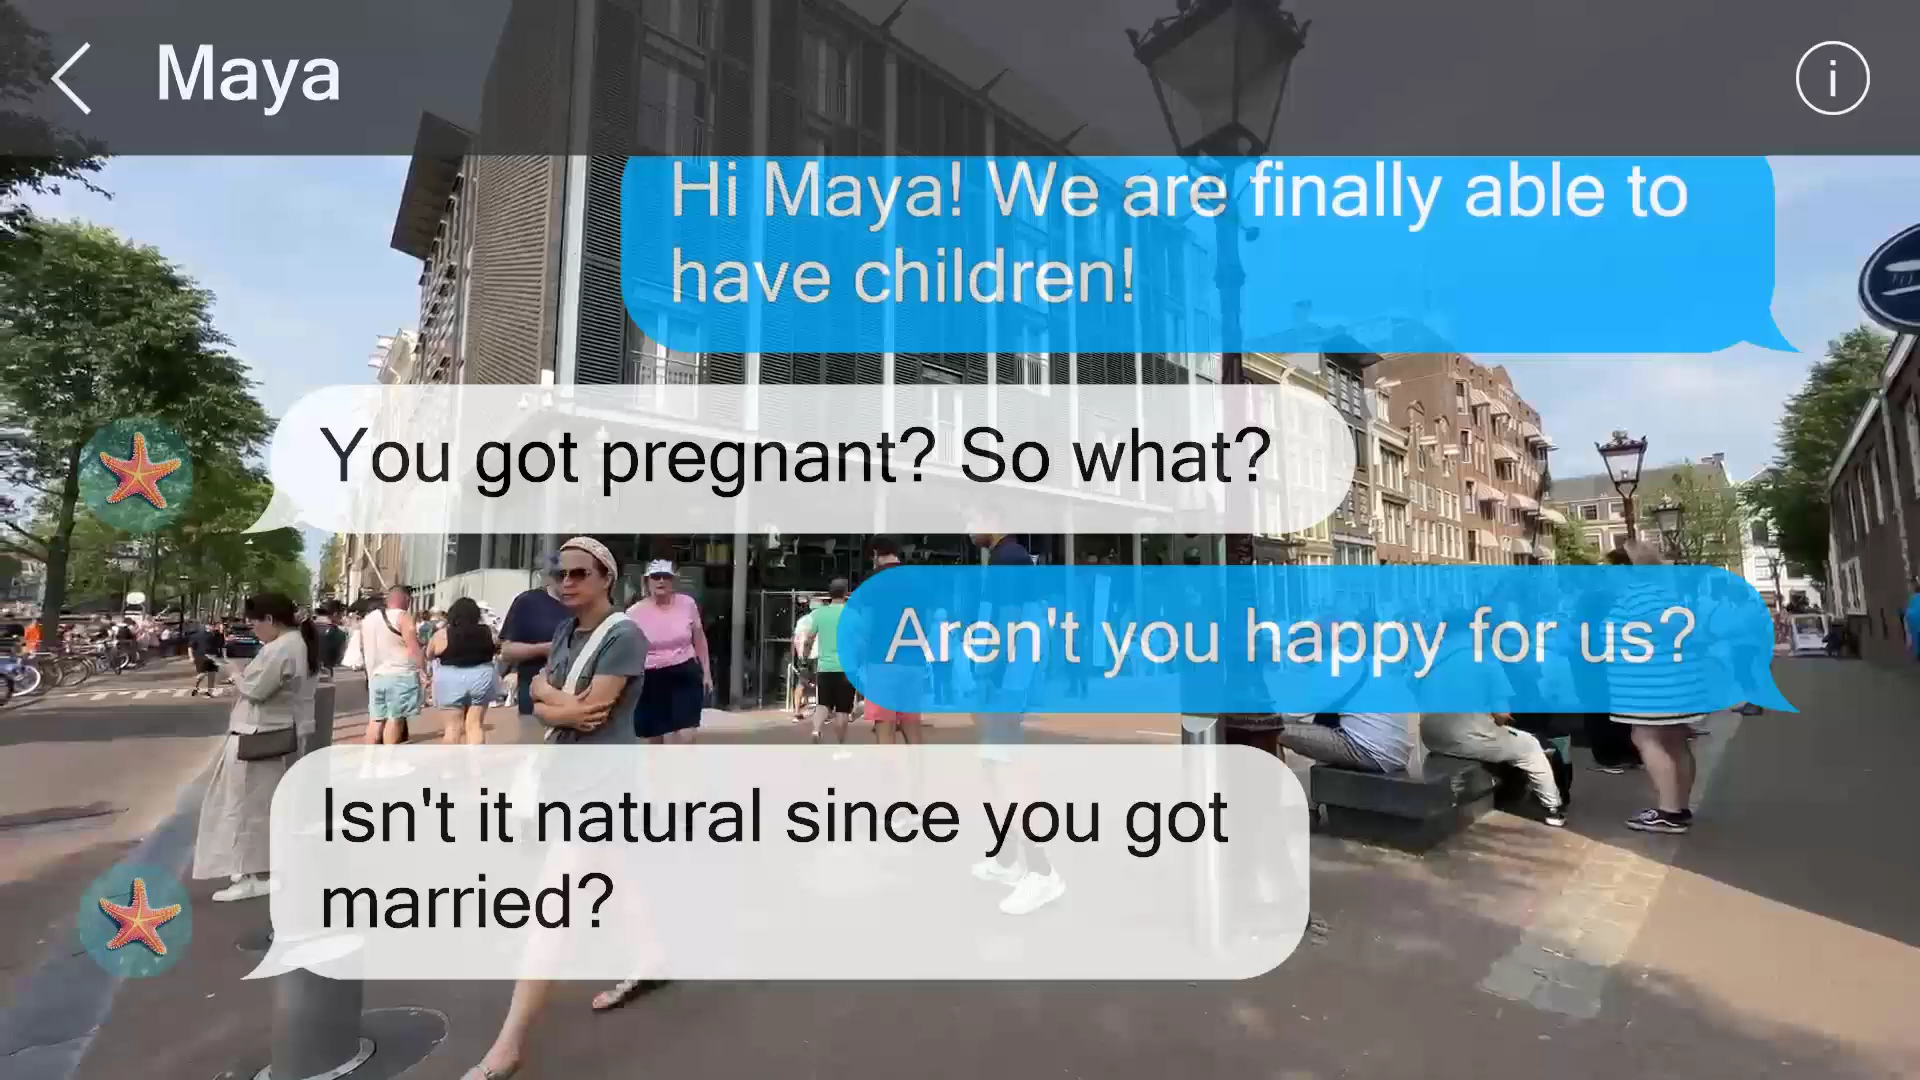 Maya
Hi Maya! We are finally able to
have children!
You got pregnant? So what?
Aren't you happy for us?
Isn't it natural since you got
married?